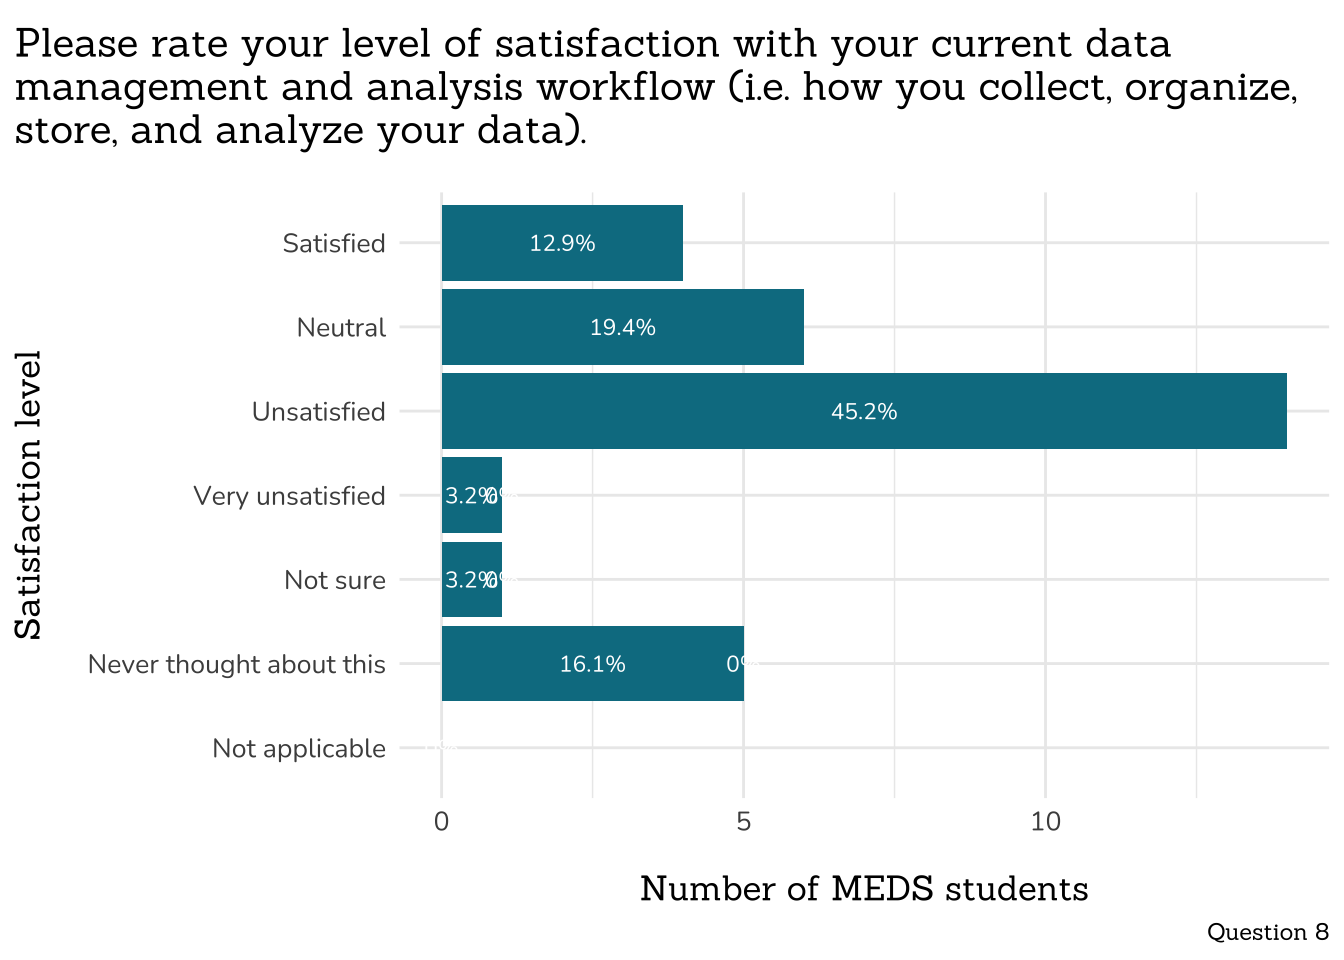 Please rate your level of satisfaction with your current data
management and analysis workflow (i.e. how you collect, organize,
store, and analyze your data).
Satisfaction level
Satisfied
12.9%
Neutral
19.4%
Unsatisfied
45.2%
Very unsatisfied
3.2%
0%
Not sure
3.2%
0%
Never thought about this
16.1%
0%
Not applicable
0
5
10
Number of MEDS students
Question 8